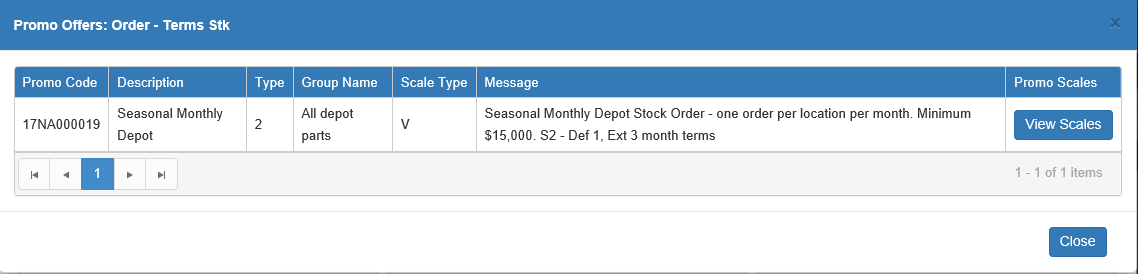 Promo Offers: Order - Terms Stk
×
Promo Code Description Type Group Name Scale Type Message Promo Scales
17NA000019
Seasonal Monthly
Depot
2
All depot
parts
V
Seasonal Monthly Depot Stock Order - one order per location per month. Minimum
$15,000. S2 - Def 1, Ext 3 month terms
View Scales
1
1 - 1 of 1 items
Close